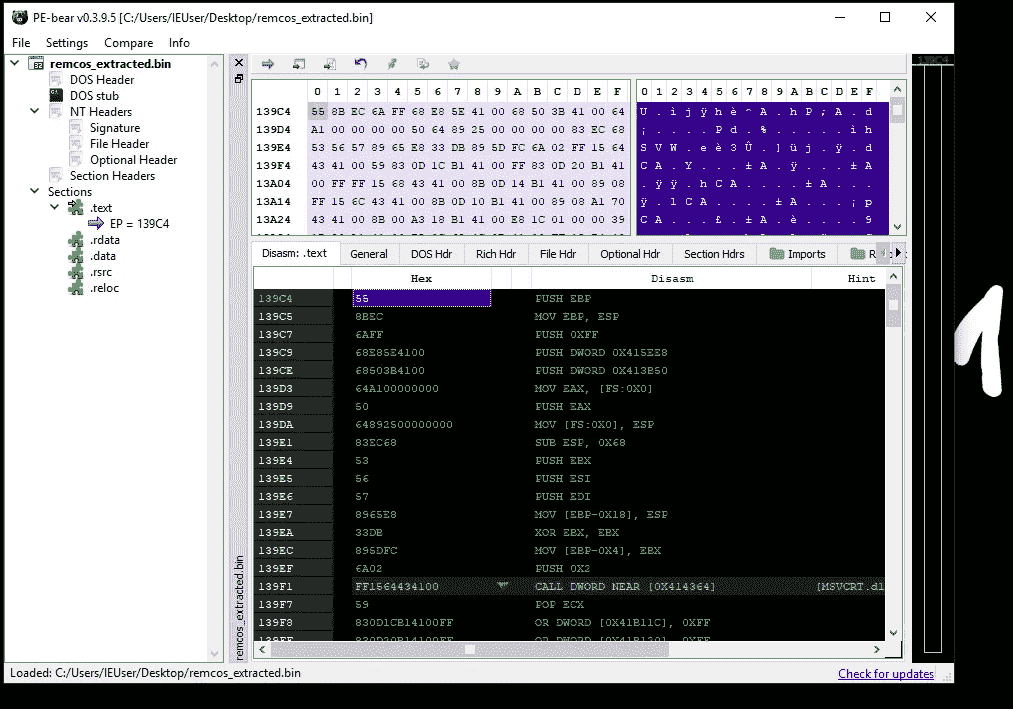 PE-bear v0.3.9.5 [C:/Users/IEUser/Desktop/remcos_extracted.bin]
File Settings Compare Info
remcos_extracted.bin
DOS Header
DOS stub
NT Headers
Signature
File Header
Optional Header
Section Headers
Sections
.text
EP = 139C4
.rdata
.data
.rsrc
.reloc
remcos_extracted.bin
0 1 2 3 4 5 6 7 8 9 A B C D E F
139C4 55 8B EC 6A FF 68 E8 5E 41 00 68 50 3B 41 00 64
139D4 A1 00 00 00 00 50 64 89 25 00 00 00 00 83 EC 68
139E4 53 56 57 89 65 E8 33 DB 89 5D FC 6A 02 FF 15 64
139F4 43 41 00 59 83 0D 1C B1 41 00 FF 83 0D 20 B1 41
13A04 00 FF FF 15 68 43 41 00 8B 0D 14 B1 41 00 89 08
13A14 FF 15 6C 43 41 00 8B 0D 10 B1 41 00 89 08 A1 70
13A24 43 41 00 8B 00 A3 18 B1 41 00 E8 1C 01 00 00 39
0 1 2 3 4 5 6 7 8 9 A B C D E F
U . ì j ÿ h è ^ A . h P ; A . d
¡ . . . . P d . % . . . . . ì h
S V W . e è 3 Û . ] ü j . ÿ . d
C A . Y . . . ± A . ÿ . . . ± A
. ÿ ÿ . h C A . . . . ± A . . .
ÿ . l C A . . . . ± A . . . ¡ p
C A . . . £ . ± A . è . . . . 9
Disasm: .text General DOS Hdr Rich Hdr File Hdr Optional Hdr Section Hdrs Imports
Hex Disasm Hint
139C4 55 PUSH EBP
139C5 8BEC MOV EBP, ESP
139C7 6AFF PUSH 0XFF
139C9 68E85E4100 PUSH DWORD 0X415EE8
139CE 68503B4100 PUSH DWORD 0X413B50
139D3 64A100000000 MOV EAX, [FS:0X0]
139D9 50 PUSH EAX
139DA 64892500000000 MOV [FS:0X0], ESP
139E1 83EC68 SUB ESP, 0X68
139E4 53 PUSH EBX
139E5 56 PUSH ESI
139E6 57 PUSH EDI
139E7 8965E8 MOV [EBP-0X18], ESP
139EA 33DB XOR EBX, EBX
139EC 895DFC MOV [EBP-0X4], EBX
139EF 6A02 PUSH 0X2
139F1 FF1564434100 CALL DWORD NEAR [0X414364] [MSVCRT.dl
139F7 59 POP ECX
139F8 830D1CB14100FF OR DWORD [0X41B11C], 0XFF
139FF 830D20B14100FF OR DWORD [0X41B120], 0XFF
139C4
1
Loaded: C:/Users/IEUser/Desktop/remcos_extracted.bin
Check for updates